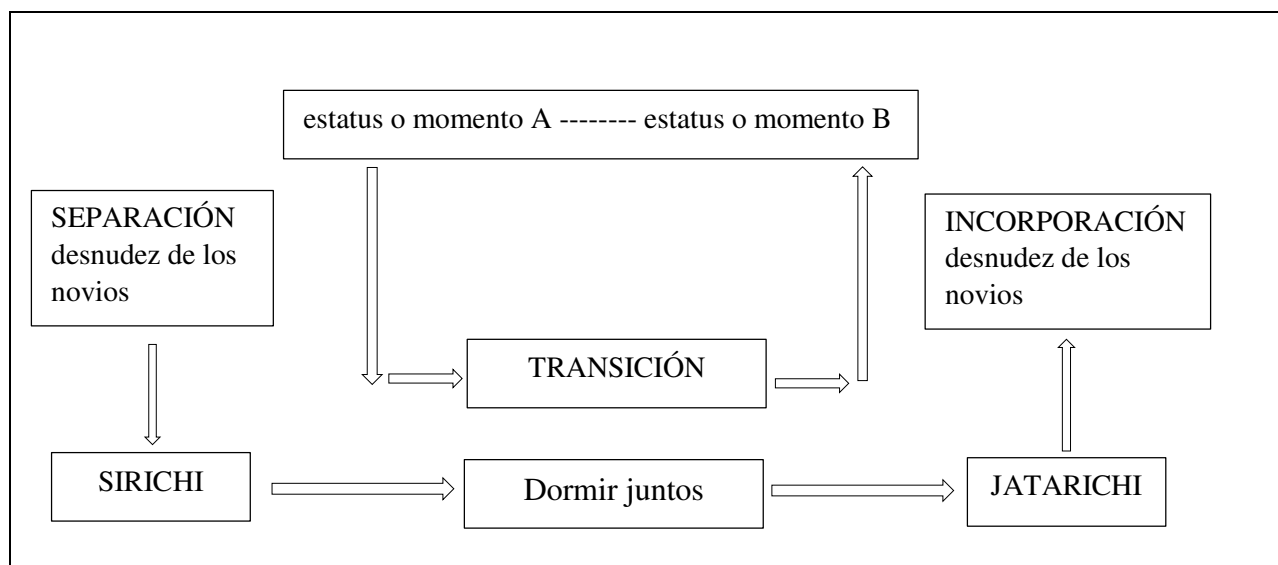 estatus o momento A -------- estatus o momento B
SEPARACIÓN
desnudez de los
novios
INCORPORACIÓN
desnudez de los
novios
TRANSICIÓN
SIRICHI
Dormir juntos
JATARICHI